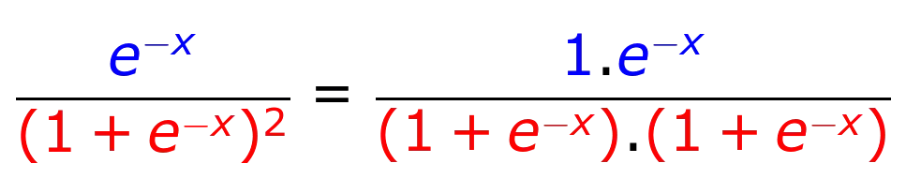 e^{-x}/(1 + e^{-x})^2 = 1.e^{-x}/(1 + e^{-x}).(1 + e^{-x})